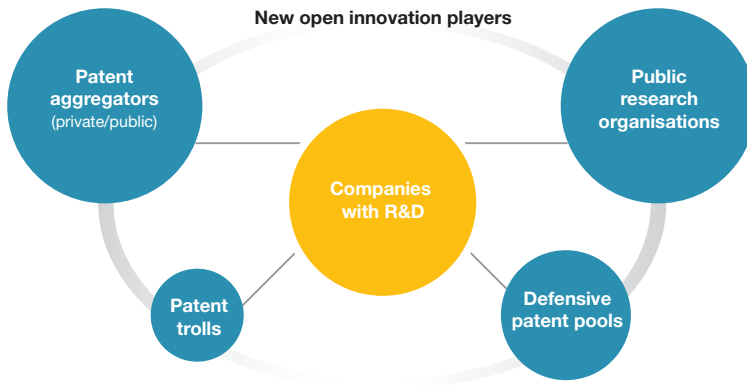 New open innovation players
Patent
aggregators
(private/public)
Public
research
organisations
Companies
with R&D
Patent
trolls
Defensive
patent pools